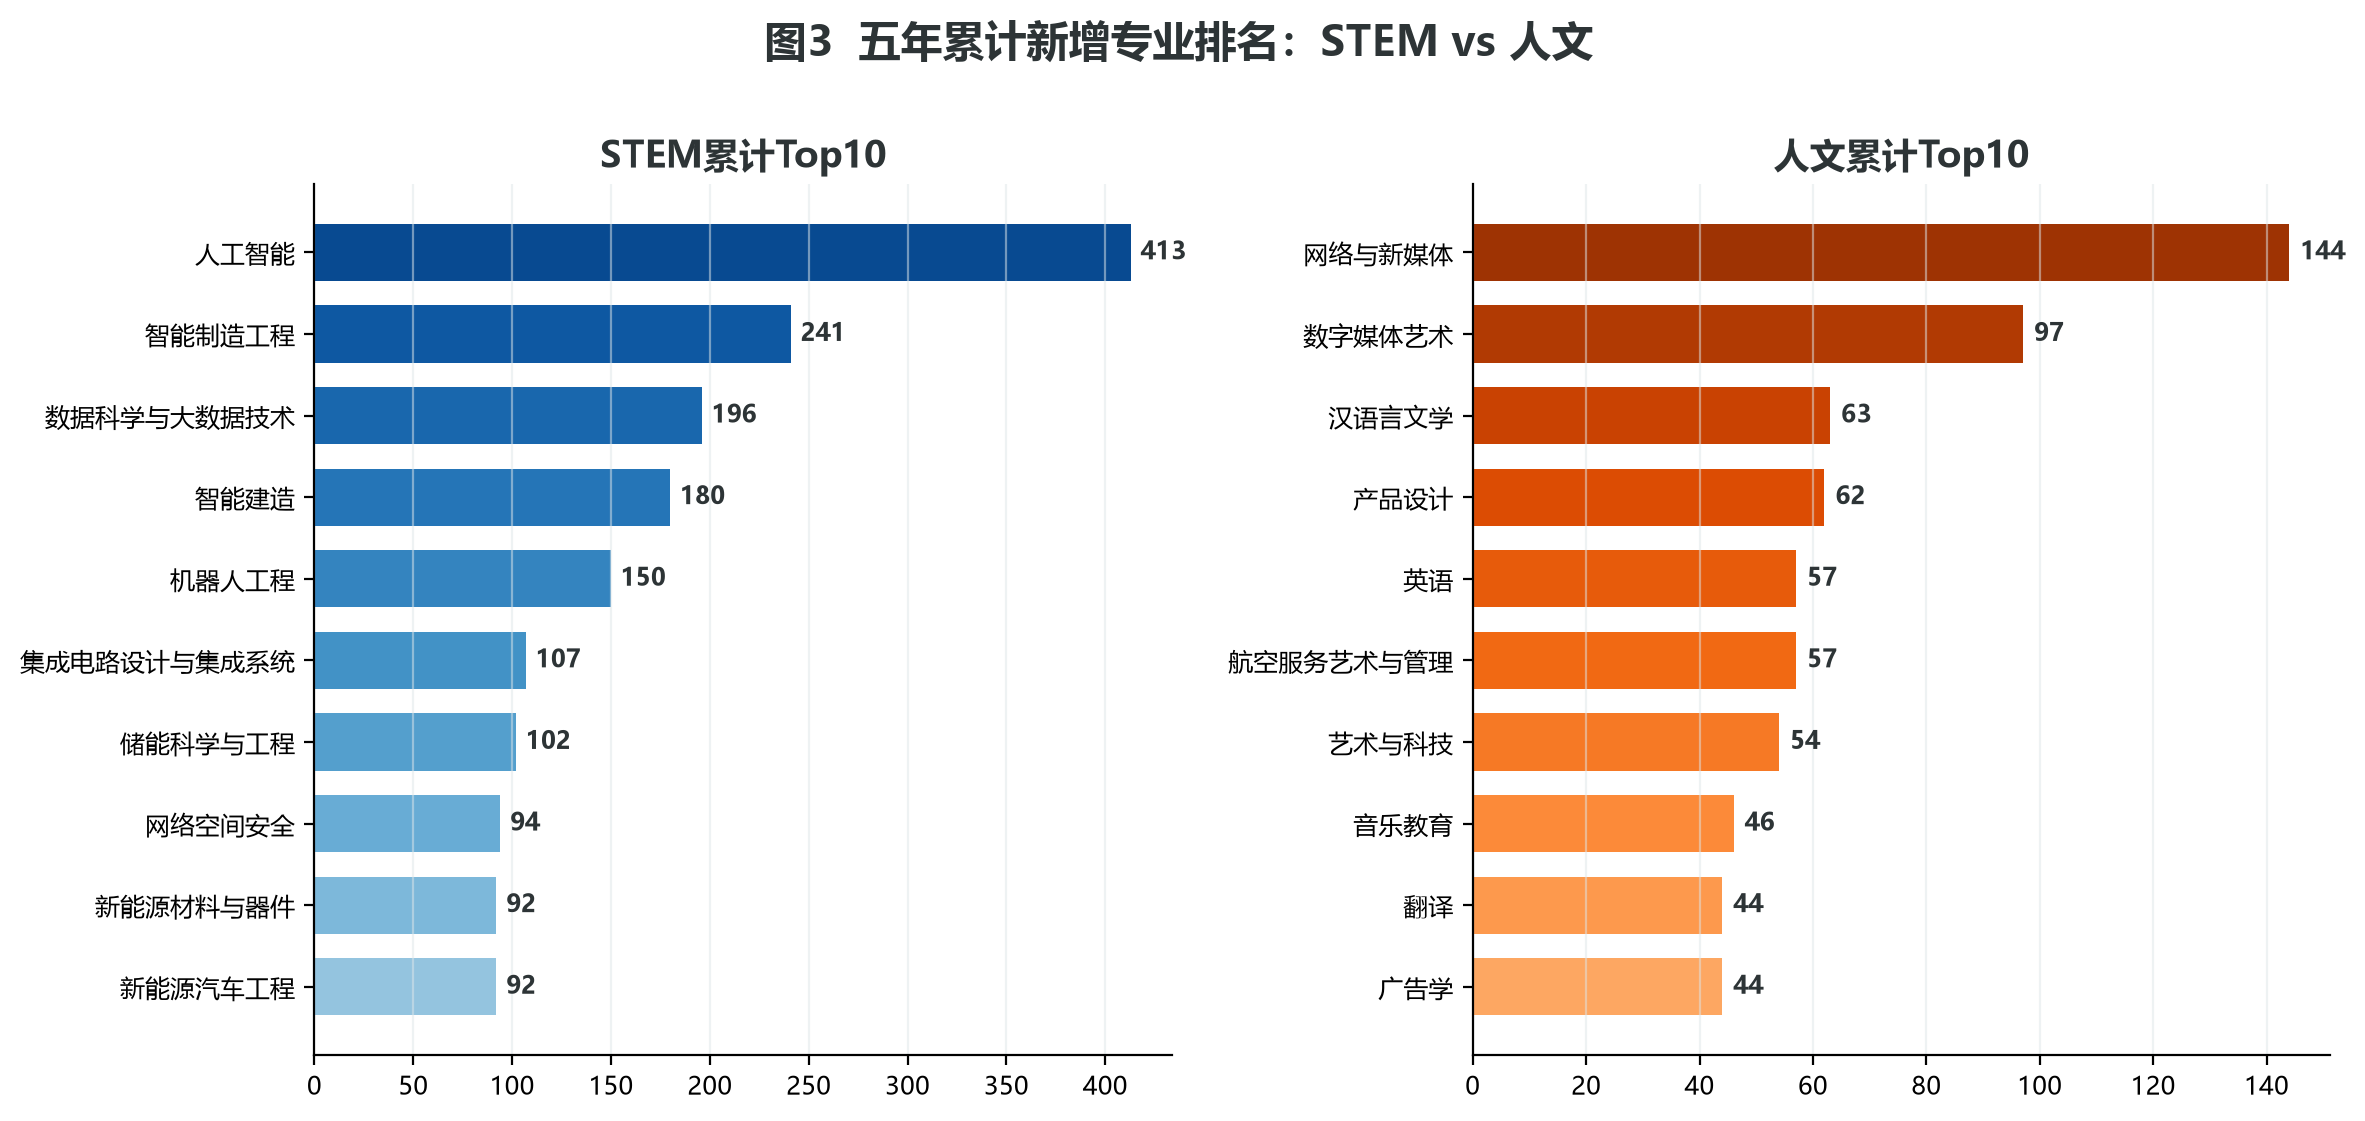 图3 五年累计新增专业排名：STEM vs 人文
STEM累计Top10
人工智能 413
智能制造工程 241
数据科学与大数据技术 196
智能建造 180
机器人工程 150
集成电路设计与集成系统 107
储能科学与工程 102
网络空间安全 94
新能源材料与器件 92
新能源汽车工程 92
0 50 100 150 200 250 300 350 400
人文累计Top10
网络与新媒体 144
数字媒体艺术 97
汉语言文学 63
产品设计 62
英语 57
航空服务艺术与管理 57
艺术与科技 54
音乐教育 46
翻译 44
广告学 44
0 20 40 60 80 100 120 140